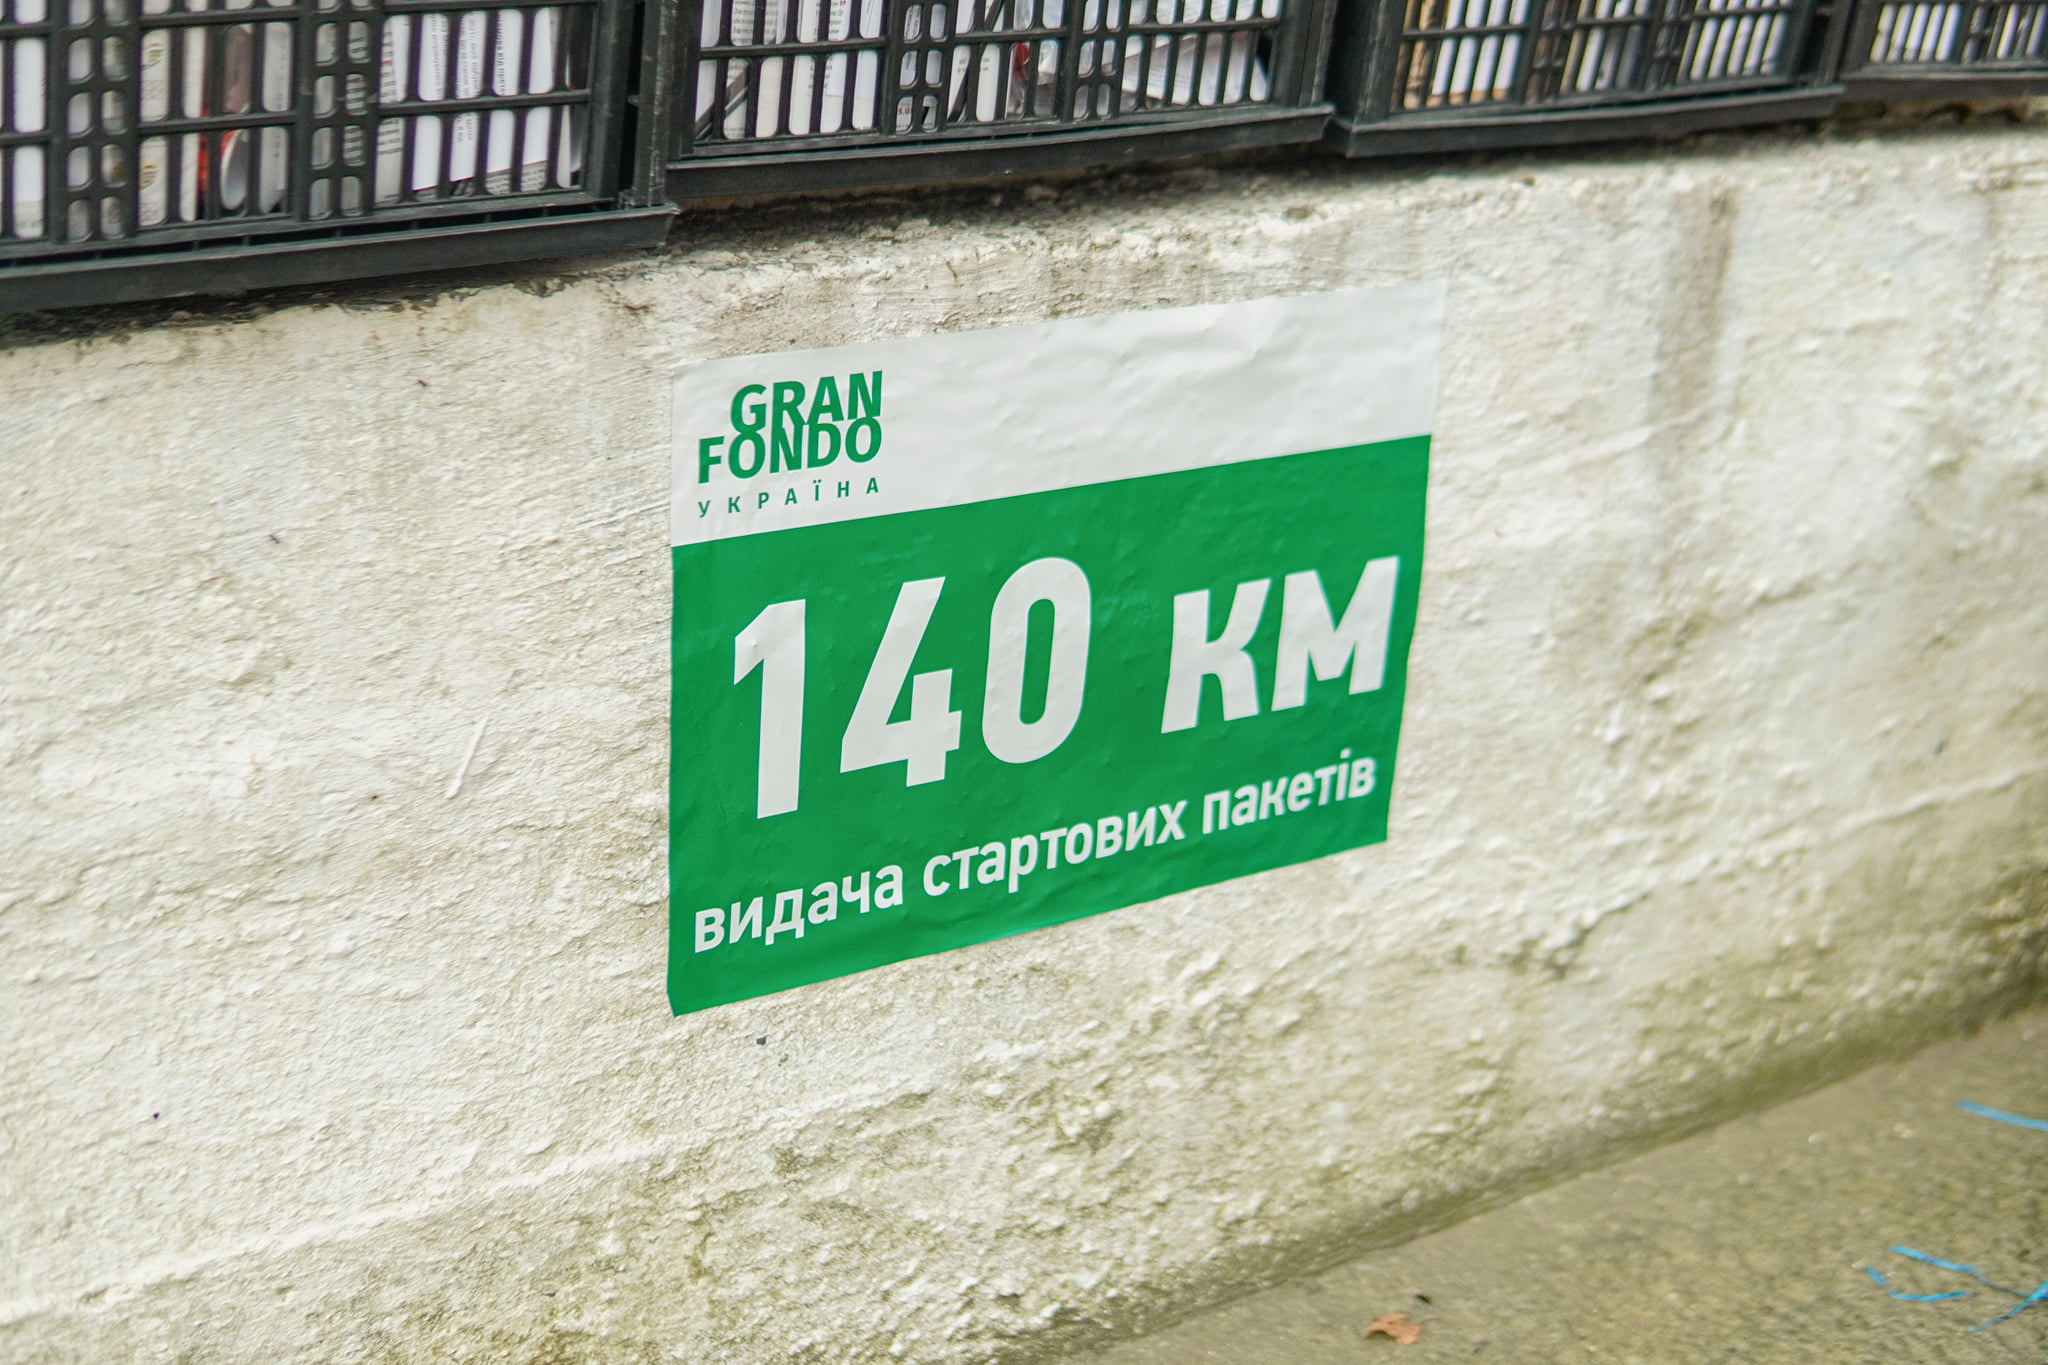 GRAN
FONDO
УКРАЇНА
140 км
видача стартових пакетів